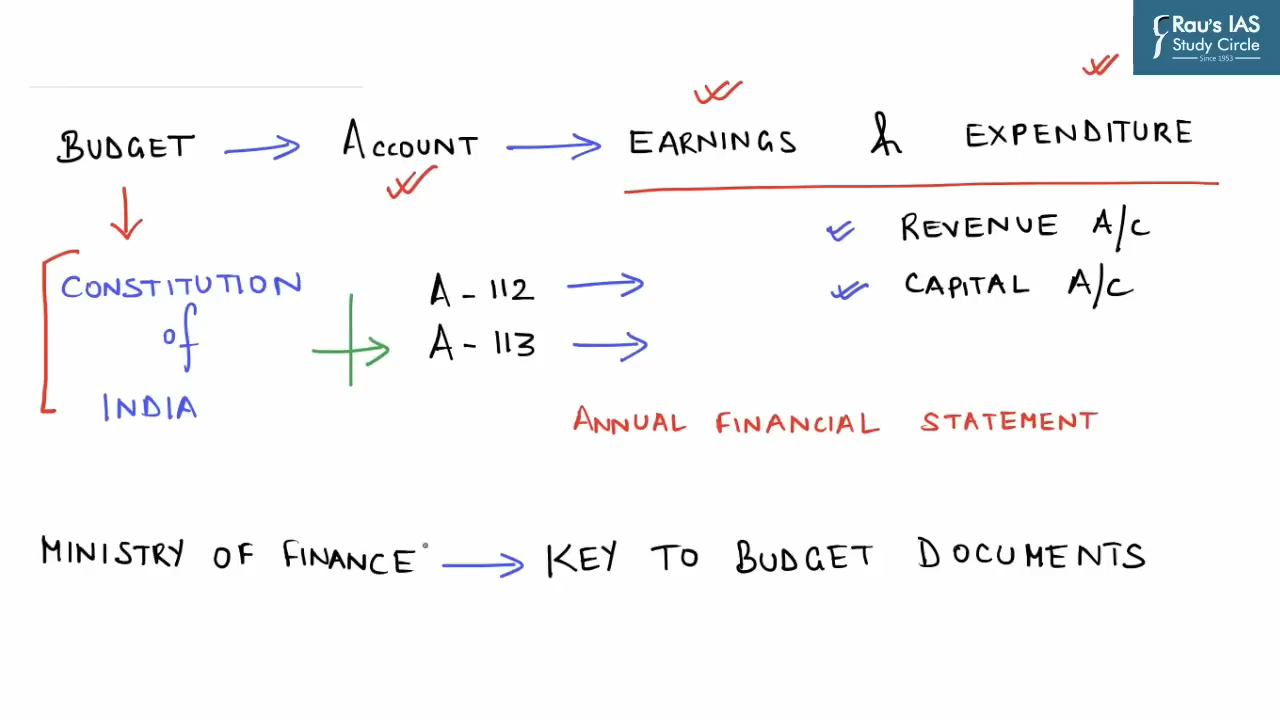 Rau's IAS
Study Circle
Since 1953
BUDGET → ACCOUNT → EARNINGS & EXPENDITURE
REVENUE A/C
CAPITAL A/C
CONSTITUTION
of
INDIA
A - 112 →
A - 113 →
ANNUAL FINANCIAL STATEMENT
MINISTRY OF FINANCE → KEY TO BUDGET DOCUMENTS